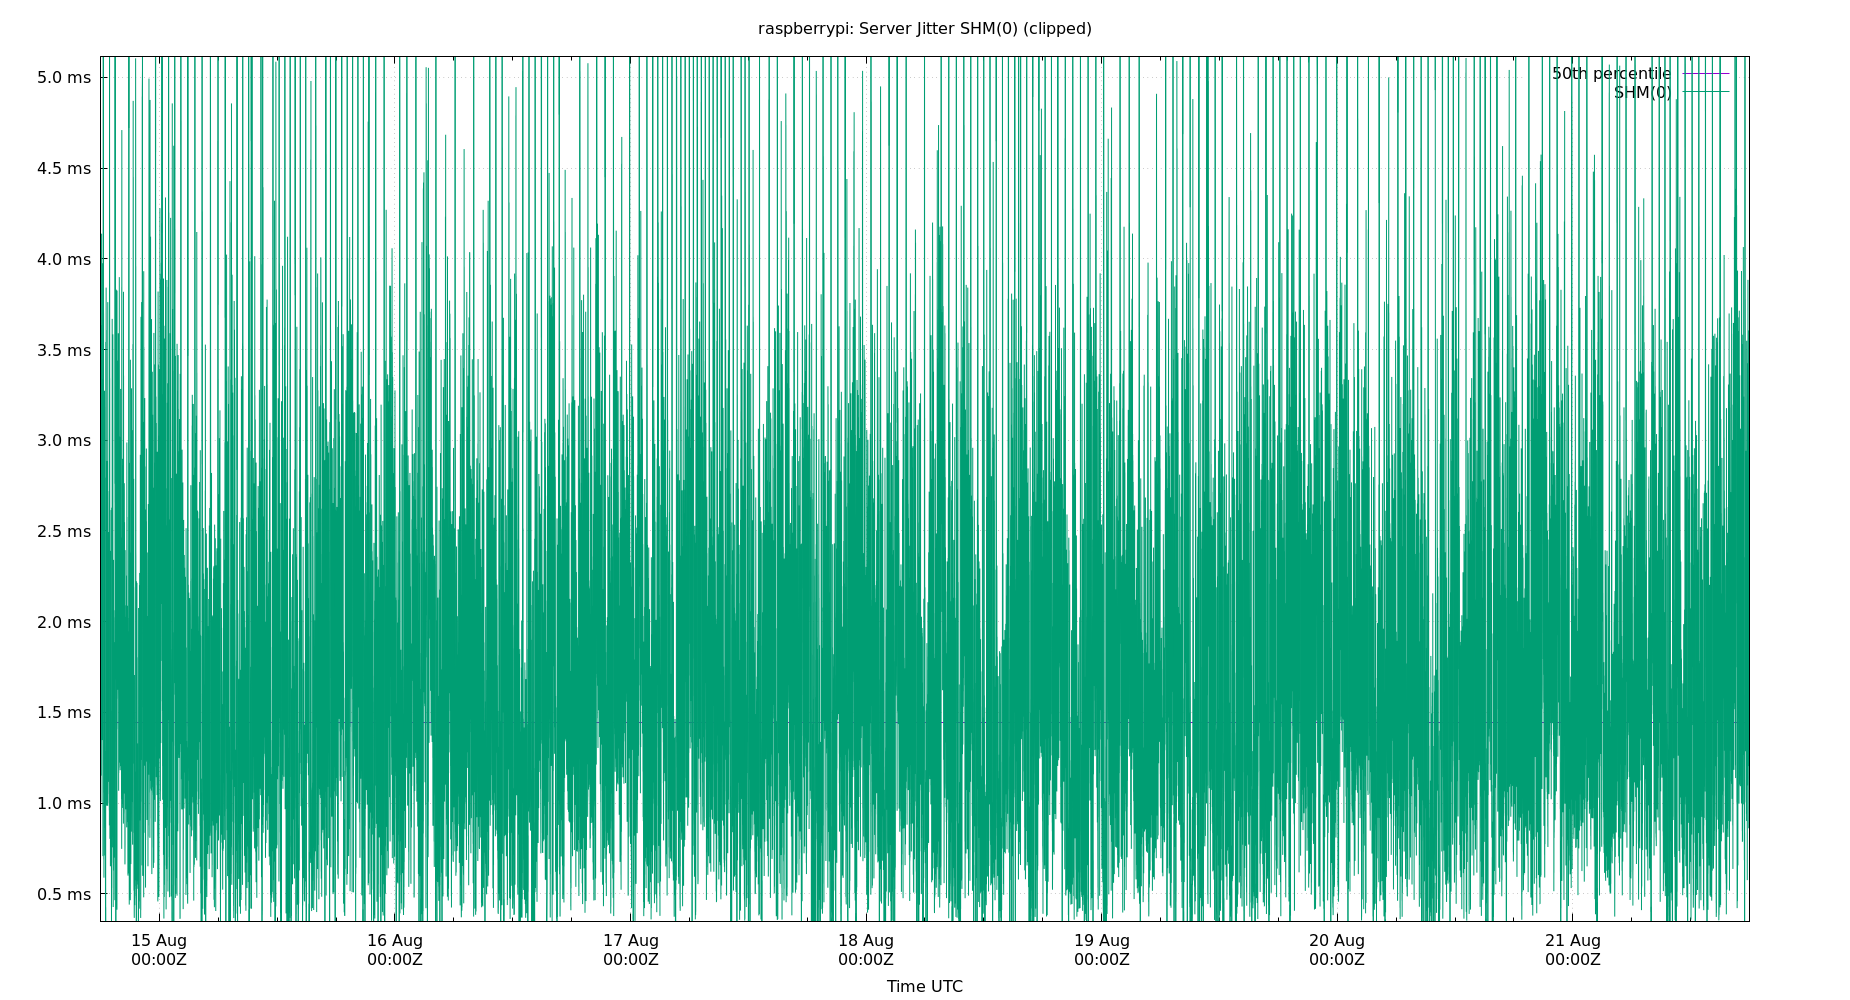 raspberrypi: Server Jitter SHM(0) (clipped)
5.0 ms
4.5 ms
4.0 ms
3.5 ms
3.0 ms
2.5 ms
2.0 ms
1.5 ms
1.0 ms
0.5 ms
50th percentile
SHM(0)
15 Aug 16 Aug 17 Aug 18 Aug 19 Aug 20 Aug 21 Aug
00:00Z 00:00Z 00:00Z 00:00Z 00:00Z 00:00Z 00:00Z
Time UTC